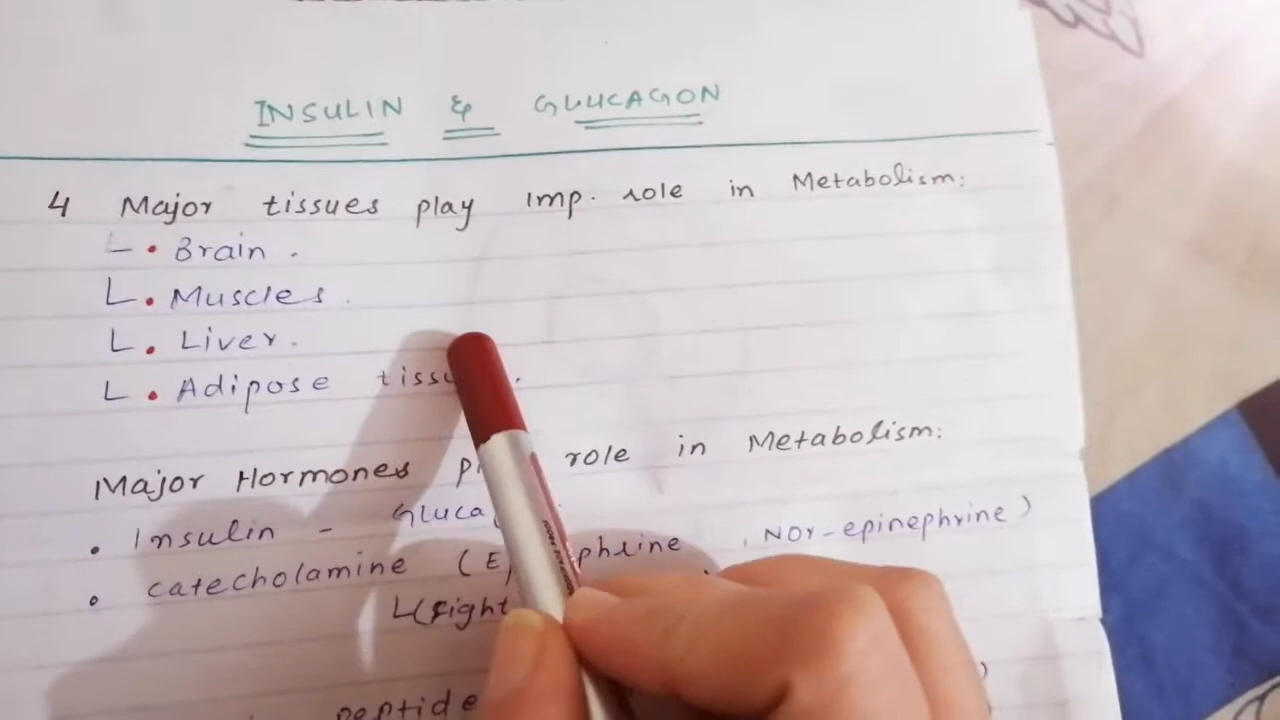 INSULIN & GLUCAGON
4 Major tissues play imp. role in Metabolism:
L • Brain .
L • Muscles .
L • Liver .
L • Adipose
Major Hormones role in Metabolism:
• Insulin -
• catecholamine ( , Nor-epinephrine )
peptide